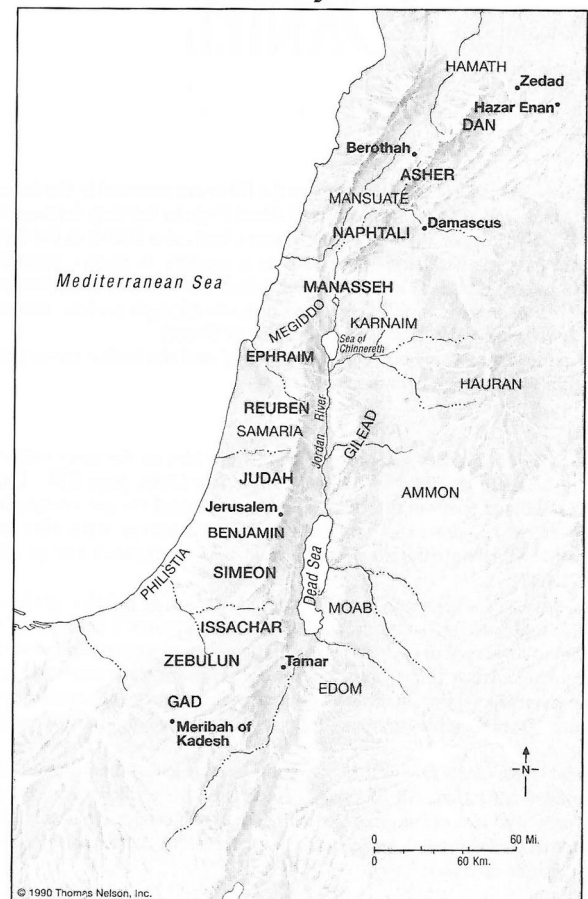 HAMATH
Zedad
Hazar Enan
DAN
Berothah
ASHER
MANSUATE
NAPHTALI
Damascus
Mediterranean Sea
MANASSEH
MEGIDDO
KARNAIM
Sea of
Chinnereth
EPHRAIM
HAURAN
REUBEN
Jordan River
SAMARIA
GILEAD
JUDAH
AMMON
Jerusalem
BENJAMIN
PHILISTIA
SIMEON
Dead Sea
MOAB
ISSACHAR
ZEBULUN
Tamar
EDOM
GAD
Meribah of
Kadesh
N
0 60 Mi.
0 60 Km.
© 1990 Thomas Nelson, Inc.